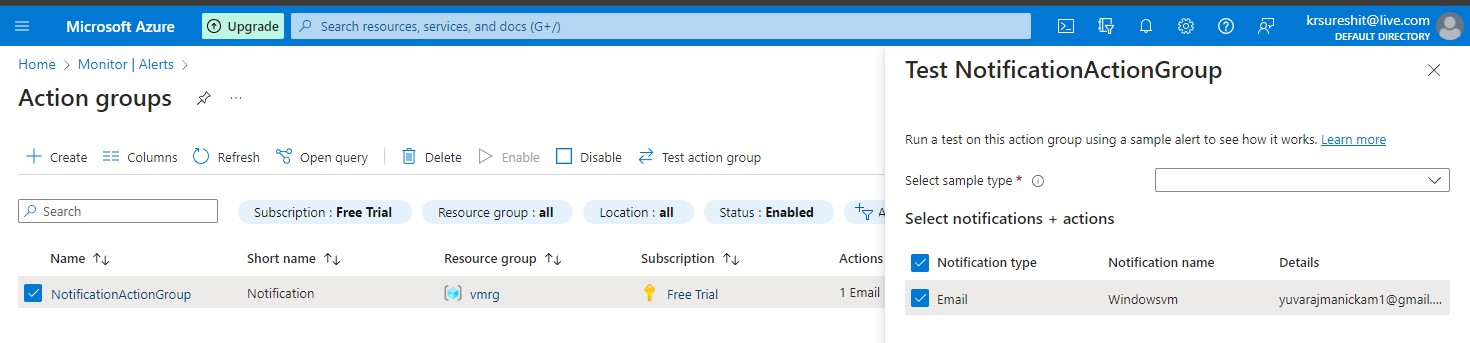 Microsoft Azure
Upgrade
Search resources, services, and docs (G+/)
krsureshit@live.com
DEFAULT DIRECTORY
Home > Monitor | Alerts >
Action groups
...
Create Columns Refresh Open query Delete Enable Disable Test action group
Search
Subscription : Free Trial
Resource group : all
Location : all
Status : Enabled
A
Name Short name Resource group Subscription Actions
NotificationActionGroup Notification vmrg Free Trial 1 Email
Test NotificationActionGroup
Run a test on this action group using a sample alert to see how it works. Learn more
Select sample type *
Select notifications + actions
Notification type Notification name Details
Email Windowsvm yuvarajmanickam1@gmail....